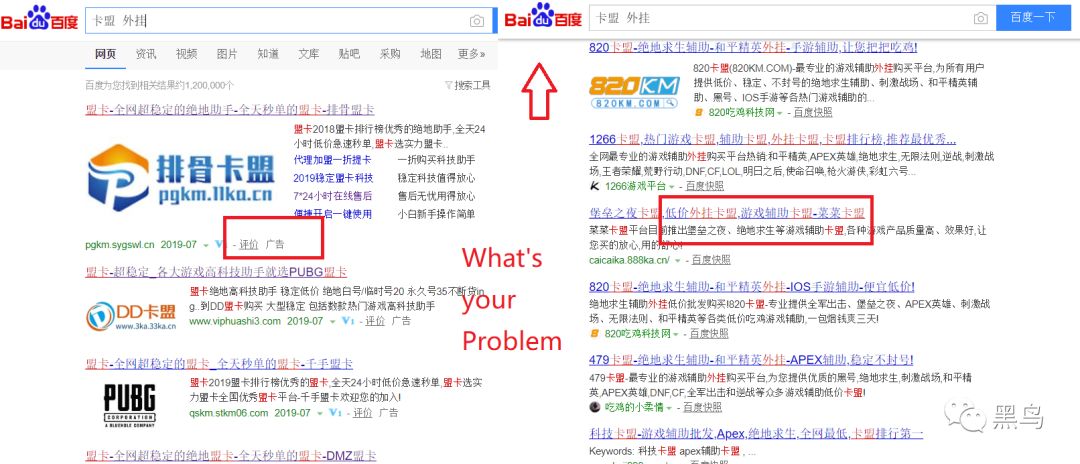 Bai du 百度
卡盟 外挂
网页 资讯 视频 图片 知道 文库 贴吧 采购 地图 更多»
百度为您找到相关结果约1,200,000个
搜索工具
盟卡-全网超稳定的绝地助手-全天秒单的盟卡-排骨盟卡
排骨卡盟
pgkm.11ka.cn
盟卡2018盟卡排行榜优秀的绝地助手,全天24
小时低价急速秒单,盟卡选实力盟卡..
代理加盟一折提卡 一折购买科技助手
2019稳定盟卡科技 稳定科技值得放心
7*24小时在线售后 售后无忧用得放心
便捷开启一键使用 小白新手操作简单
pgkm.sygswl.cn 2019-07 V1 - 评价 广告
盟卡-超稳定_各大游戏高科技助手就选PUBG盟卡
DD卡盟
www.3ka.33ka.cn
盟卡绝地高科技助手 稳定低价 绝地白号/临时号20 永久号35不断货in
g..到DD盟卡购买 大型稳定 包括数款热门游戏高科技助手
www.viphuashi3.com 2019-07 V1 - 评价 广告
盟卡-全网超稳定的盟卡_全天秒单的盟卡-千手盟卡
PUBG
CORPORATION
A BLUEHOLE COMPANY
盟卡2019盟卡排行榜优秀的盟卡,全天24小时低价急速秒单,盟卡选实
力盟卡全国优秀平台-千手盟卡欢迎您的加入!
qskm.stkm06.com 2019-07 V1 - 评价 广告
盟卡-全网超稳定的盟卡-全天秒单的盟卡-DMZ盟卡
What's
your
Problem
Bai du 百度
卡盟 外挂
百度一下
820卡盟-绝地求生辅助-和平精英外挂-手游辅助,让您把把吃鸡!
820KM
820KM.COM
820卡盟(820KM.COM)-最专业的游戏辅助外挂购买平台,为所有用户
提供低价、稳定、不封号的绝地求生辅助、刺激战场、和平精英辅
助、黑号、IOS手游等各热门游戏辅助的...
820吃鸡科技网 - 百度快照
1266卡盟,热门游戏卡盟,辅助卡盟,外挂卡盟,卡盟排行榜,推荐最优秀...
全网最专业的游戏辅助外挂购买平台热销:和平精英,APEX英雄,绝地求生,无限法则,逆战,刺激战
场,王者荣耀,荒野行动,DNF,CF,LOL,明日之后,使命召唤,枪火游侠,彩虹六号...
1266游戏平台 - 百度快照
堡垒之夜卡盟,低价外挂卡盟,游戏辅助卡盟-菜菜卡盟
菜菜卡盟平台目前推出堡垒之夜、绝地求生等游戏辅助卡盟,各种游戏产品质量高、效果好,让
您买的放心,用的舒心!
caicaika.888ka.cn/ - 百度快照
820卡盟-绝地求生辅助-和平精英外挂-IOS手游辅助-便宜低价!
绝地求生辅助外挂低价批发购买!820卡盟-专业提供全军出击、堡垒之夜、APEX英雄、刺激战
场、无限法则、和平英雄等各类低价吃鸡游戏辅助外挂,一包烟钱爽三天!
820吃鸡科技网 - 百度快照
479卡盟-绝地求生辅助-和平精英外挂-APEX辅助,稳定不封号!
479卡盟-最专业的游戏辅助外挂购买平台,为您提供优质的黑号,绝地求生,刺激战场,和平精
英,APEX英雄,DNF,CF,全军出击和逆战等众多游戏辅助低价卡盟!
吃鸡的小柔情 - 百度快照
科技卡盟-游戏辅助批发,Apex,绝地求生,全网最低,卡盟排行第一
Keywords: 科技卡盟 apex辅助卡盟 , ...
黑鸟